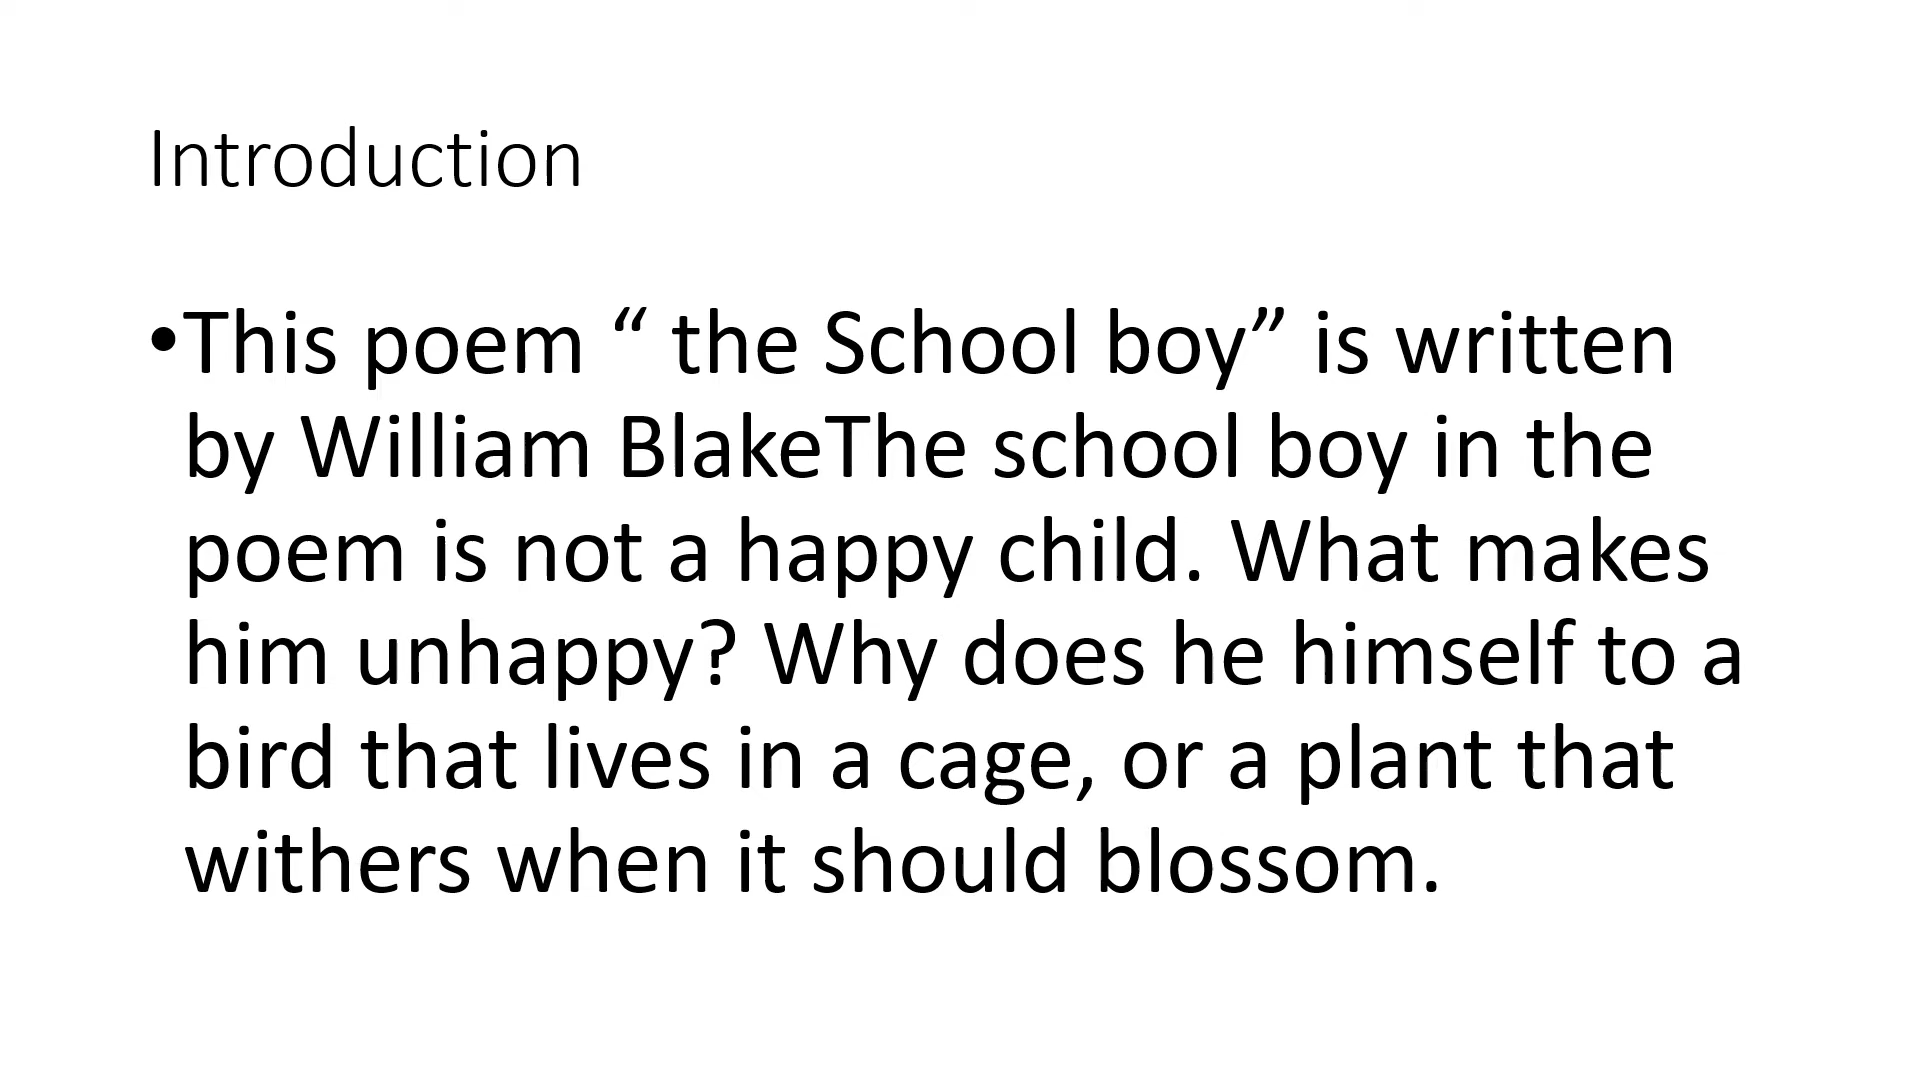 Introduction
•This poem “ the School boy” is written
by William BlakeThe school boy in the
poem is not a happy child. What makes
him unhappy? Why does he himself to a
bird that lives in a cage, or a plant that
withers when it should blossom.